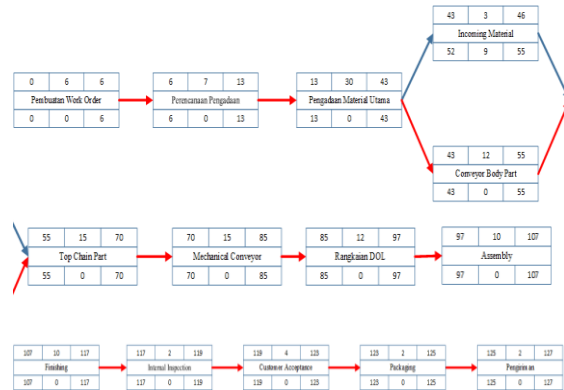 43 3 46
Incoming Material
52 9 55
0 6 6
Pembuatan Work Order
0 0 6
6 7 13
Perencanaan Pengadaan
6 0 13
13 30 43
Pengadaan Material Utama
13 0 43
43 12 55
Conveyor Body Part
43 0 55
55 15 70
Top Chain Part
55 0 70
70 15 85
Mechanical Conveyor
70 0 85
85 12 97
Rangkaian DOL
85 0 97
97 10 107
Assembly
97 0 107
107 10 117
Finishing
107 0 117
117 2 119
Internal Inspection
117 0 119
119 4 123
Customer Acceptance
119 0 123
123 2 125
Packaging
123 0 125
125 2 127
Pengiriman
125 0 127